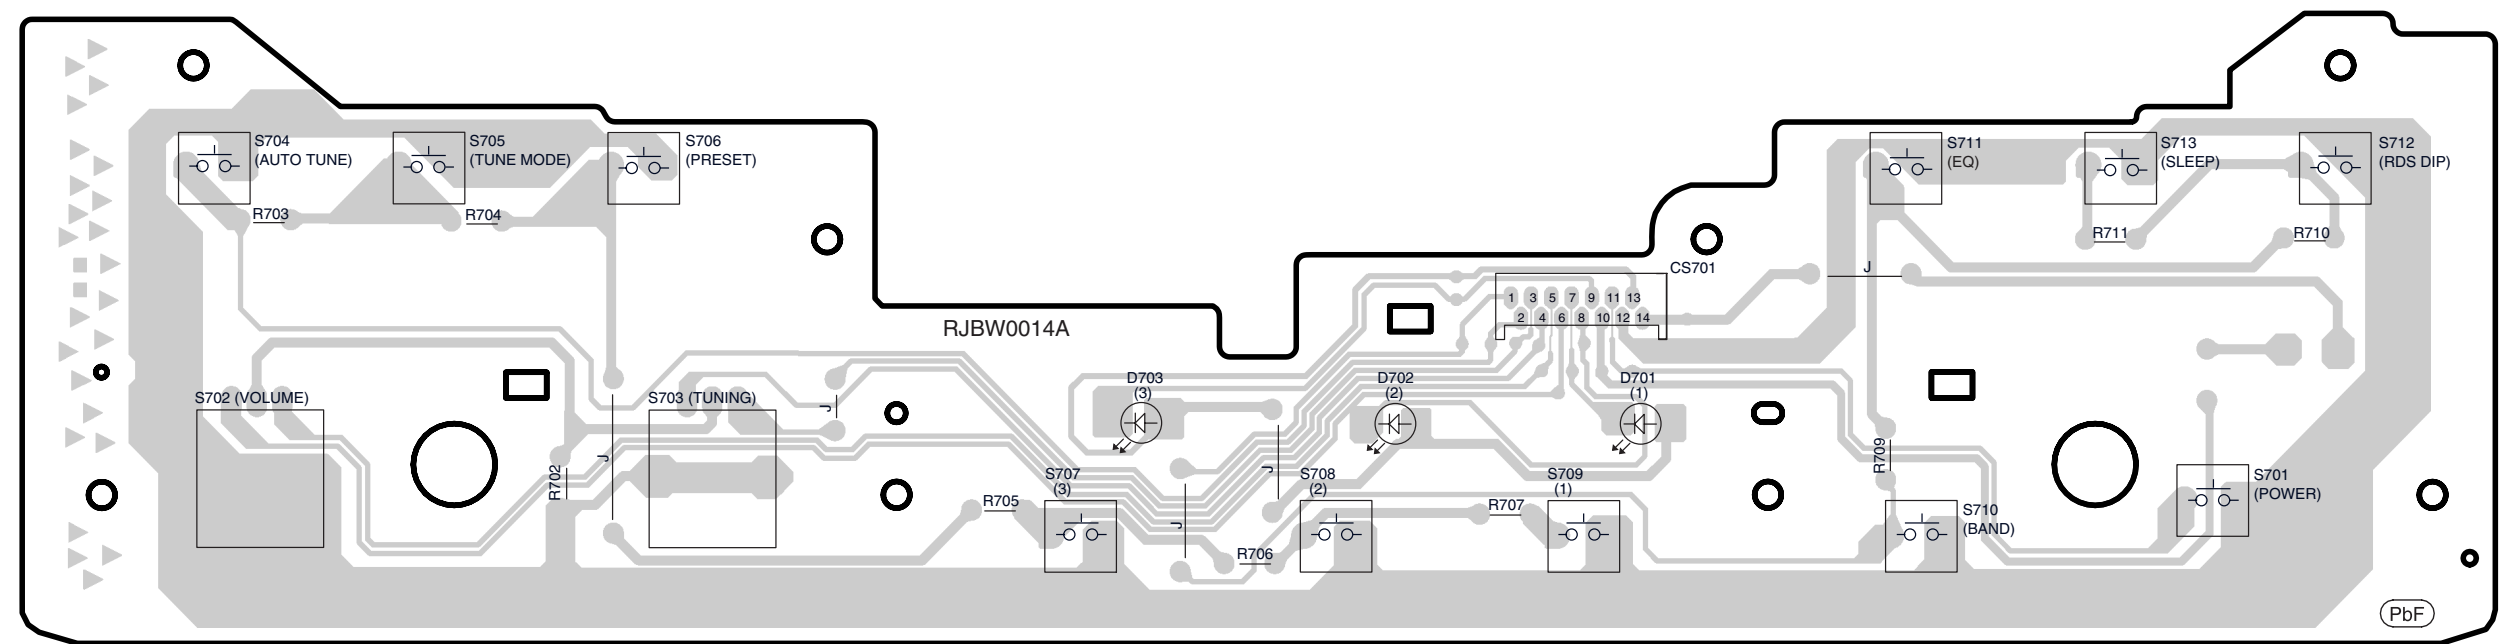 S704
(AUTO TUNE)
S705
(TUNE MODE)
S706
(PRESET)
S711
(EQ)
S713
(SLEEP)
S712
(RDS DIP)
R703
R704
R711
R710
J
CS701
1 3 5 7 9 11 13
2 4 6 8 10 12 14
RJBW0014A
D703
(3)
D702
(2)
D701
(1)
S702 (VOLUME)
S703 (TUNING)
J
J
J
J
R702
R709
S707
(3)
S708
(2)
S709
(1)
S701
(POWER)
R705
R707
S710
(BAND)
R706
PbF